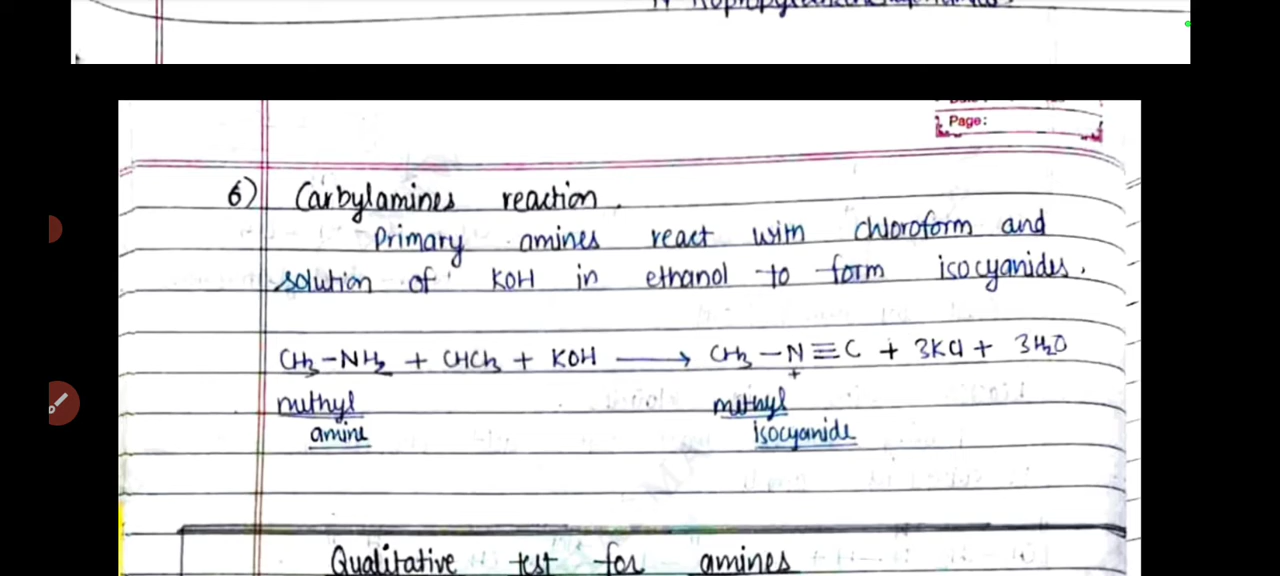 Page:
6) Carbylamines reaction.
Primary amines react with chloroform and
solution of KOH in ethanol to form isocyanides.
CH3-NH2 + CHCl3 + KOH ⟶ CH3-N≡C + 3KCl + 3H2O
+
methyl methyl
amine isocyanide
Qualitative test for amines